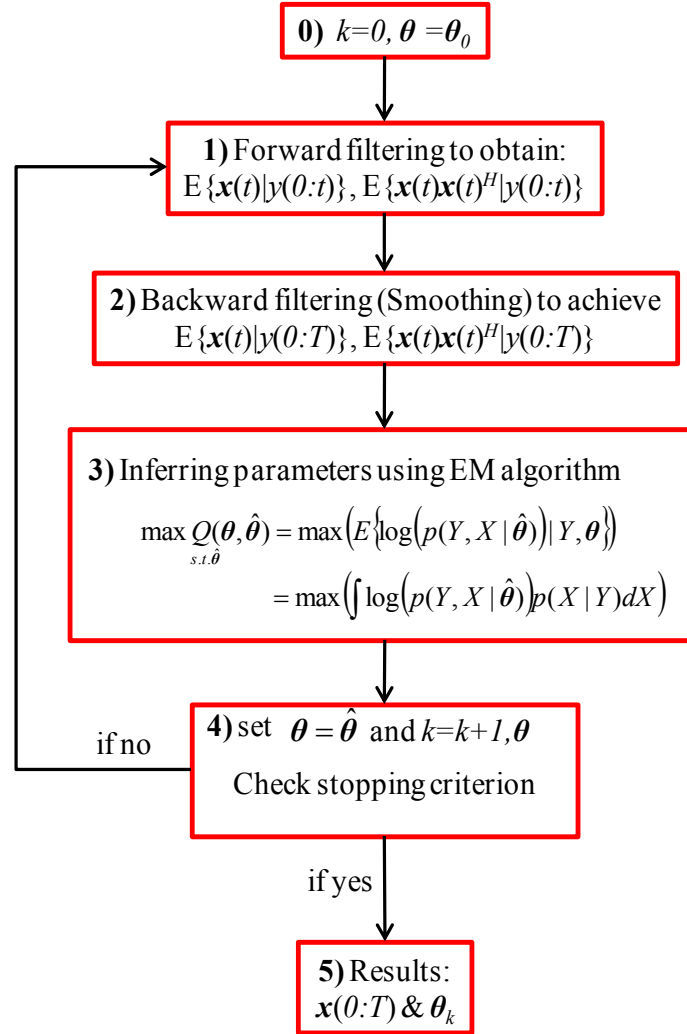 0) k=0, θ =θ₀
1) Forward filtering to obtain:
E{x(t)|y(0:t)}, E{x(t)x(t)ᴴ|y(0:t)}
2) Backward filtering (Smoothing) to achieve
E{x(t)|y(0:T)}, E{x(t)x(t)ᴴ|y(0:T)}
3) Inferring parameters using EM algorithm
max Q(θ,θ̂) = max(E{log(p(Y, X | θ̂))| Y, θ})
s.t.θ̂
= max(∫ log(p(Y, X | θ̂))p(X | Y)dX)
4) set θ = θ̂ and k=k+1,θ
if no
Check stopping criterion
if yes
5) Results:
x(0:T) & θₖ